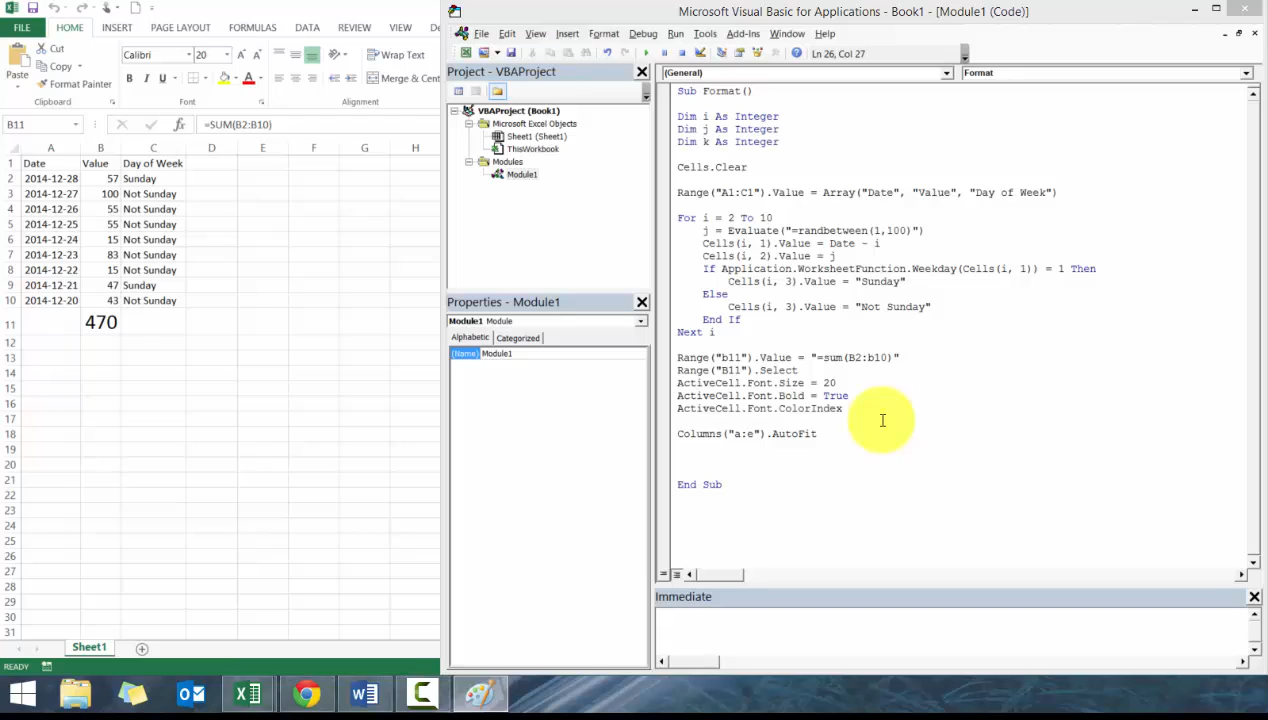 FILE HOME INSERT PAGE LAYOUT FORMULAS DATA REVIEW VIEW
Paste
Cut
Copy
Format Painter
Clipboard
Calibri 20
B I U
Font
Wrap Text
Merge & Cent
Alignment
B11 =SUM(B2:B10)
A B C D E F G H
1 Date Value Day of Week
2 2014-12-28 57 Sunday
3 2014-12-27 100 Not Sunday
4 2014-12-26 55 Not Sunday
5 2014-12-25 55 Not Sunday
6 2014-12-24 15 Not Sunday
7 2014-12-23 83 Not Sunday
8 2014-12-22 15 Not Sunday
9 2014-12-21 47 Sunday
10 2014-12-20 43 Not Sunday
11 470
12
13
14
15
16
17
18
19
20
21
22
23
24
25
26
27
28
29
30
31
Sheet1
READY
Microsoft Visual Basic for Applications - Book1 - [Module1 (Code)]
File Edit View Insert Format Debug Run Tools Add-Ins Window Help
Ln 26, Col 27
Project - VBAProject
VBAProject (Book1)
Microsoft Excel Objects
Sheet1 (Sheet1)
ThisWorkbook
Modules
Module1
Properties - Module1
Module1 Module
Alphabetic Categorized
(Name) Module1
(General) Format
Sub Format()
Dim i As Integer
Dim j As Integer
Dim k As Integer
Cells.Clear
Range("A1:C1").Value = Array("Date", "Value", "Day of Week")
For i = 2 To 10
j = Evaluate("=randbetween(1,100)")
Cells(i, 1).Value = Date - i
Cells(i, 2).Value = j
If Application.WorksheetFunction.Weekday(Cells(i, 1)) = 1 Then
Cells(i, 3).Value = "Sunday"
Else
Cells(i, 3).Value = "Not Sunday"
End If
Next i
Range("b11").Value = "=sum(B2:b10)"
Range("B11").Select
ActiveCell.Font.Size = 20
ActiveCell.Font.Bold = True
ActiveCell.Font.ColorIndex
Columns("a:e").AutoFit
End Sub
Immediate